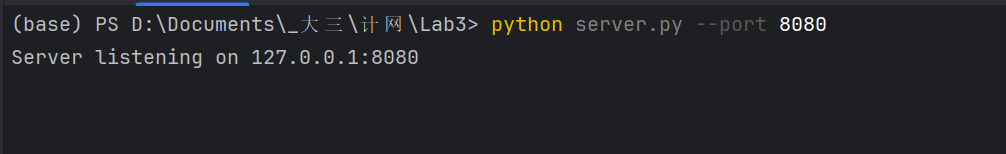 (base) PS D:\Documents\_大三\计网\Lab3> python server.py --port 8080
Server listening on 127.0.0.1:8080